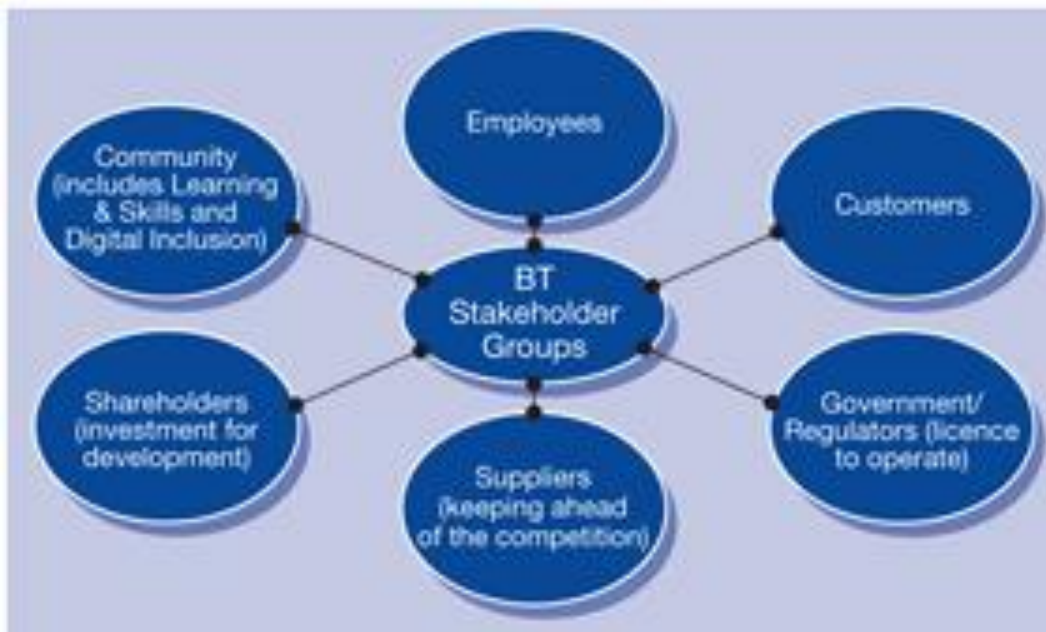 Employees
Community
(includes Learning
& Skills and
Digital Inclusion)
Customers
BT
Stakeholder
Groups
Shareholders
(investment for
development)
Government/
Regulators (licence
to operate)
Suppliers
(keeping ahead
of the competition)